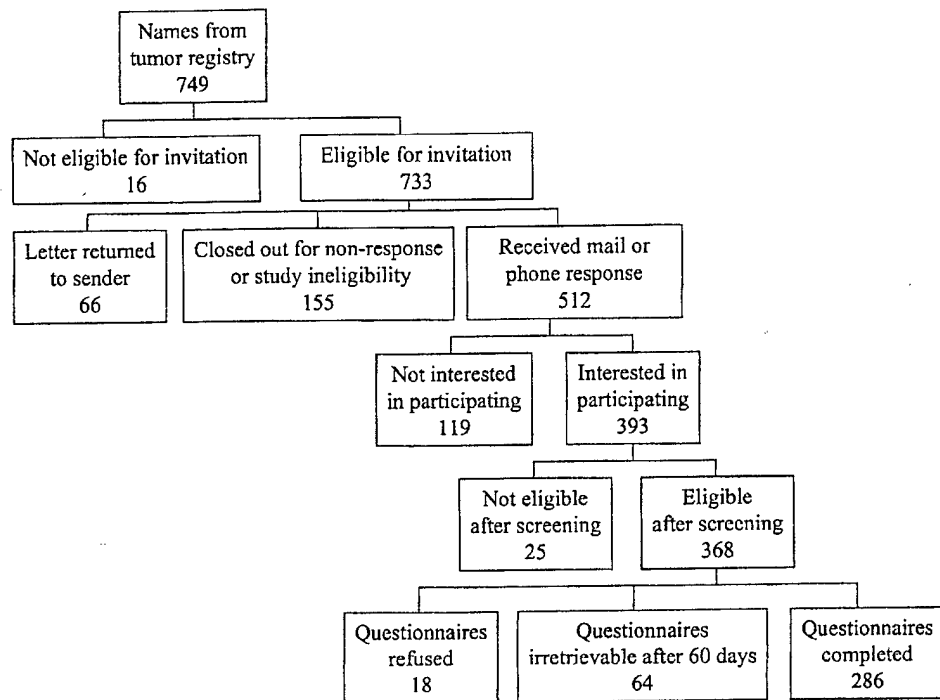 Names from
tumor registry
749
Not eligible for invitation
16
Eligible for invitation
733
Letter returned
to sender
66
Closed out for non-response
or study ineligibility
155
Received mail or
phone response
512
Not interested
in participating
119
Interested in
participating
393
Not eligible
after screening
25
Eligible
after screening
368
Questionnaires
refused
18
Questionnaires
irretrievable after 60 days
64
Questionnaires
completed
286